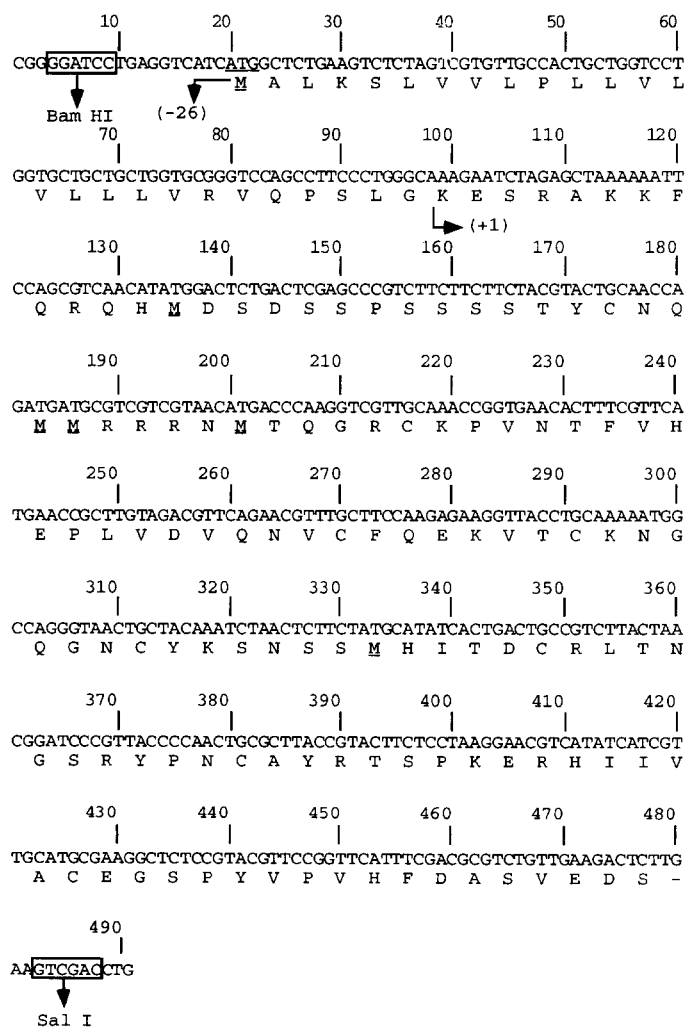 10 20 30 40 50 60
CGGGGATCCTGAGGTCATCATGGCTCTGAAGTCTCTAGTCGTGTTGCCACTGCTGGTCCT
M A L K S L V V L P L L V L
Bam HI (-26)
70 80 90 100 110 120
GGTGCTGCTGCTGGTGCGGGTCCAGCCTTCCCTGGGCAAAGAATCTAGAGCTAAAAAATT
V L L L V R V Q P S L G K E S R A K K F
(+1)
130 140 150 160 170 180
CCAGCGTCAACATATGGACTCTGACTCGAGCCCGTCTTCTTCTTCTACGTACTGCAACCA
Q R Q H M D S D S S P S S S S T Y C N Q
190 200 210 220 230 240
GATGATGCGTCGTCGTAACATGACCCAAGGTCGTTGCAAACCGGTGAACACTTTCGTTCA
M M R R R N M T Q G R C K P V N T F V H
250 260 270 280 290 300
TGAACCGCTTGTAGACGTTCAGAACGTTTGCTTCCAAGAGAAGGTTACCTGCAAAAATGG
E P L V D V Q N V C F Q E K V T C K N G
310 320 330 340 350 360
CCAGGGTAACTGCTACAAATCTAACTCTTCTATGCATATCACTGACTGCCGTCTTACTAA
Q G N C Y K S N S S M H I T D C R L T N
370 380 390 400 410 420
CGGATCCCGTTACCCCAACTGCGCTTACCGTACTTCTCCTAAGGAACGTCATATCATCGT
G S R Y P N C A Y R T S P K E R H I I V
430 440 450 460 470 480
TGCATGCGAAGGCTCTCCGTACGTTCCGGTTCATTTCGACGCGTCTGTTGAAGACTCTTG
A C E G S P Y V P V H F D A S V E D S -
490
AAGTCGACCTG
Sal I